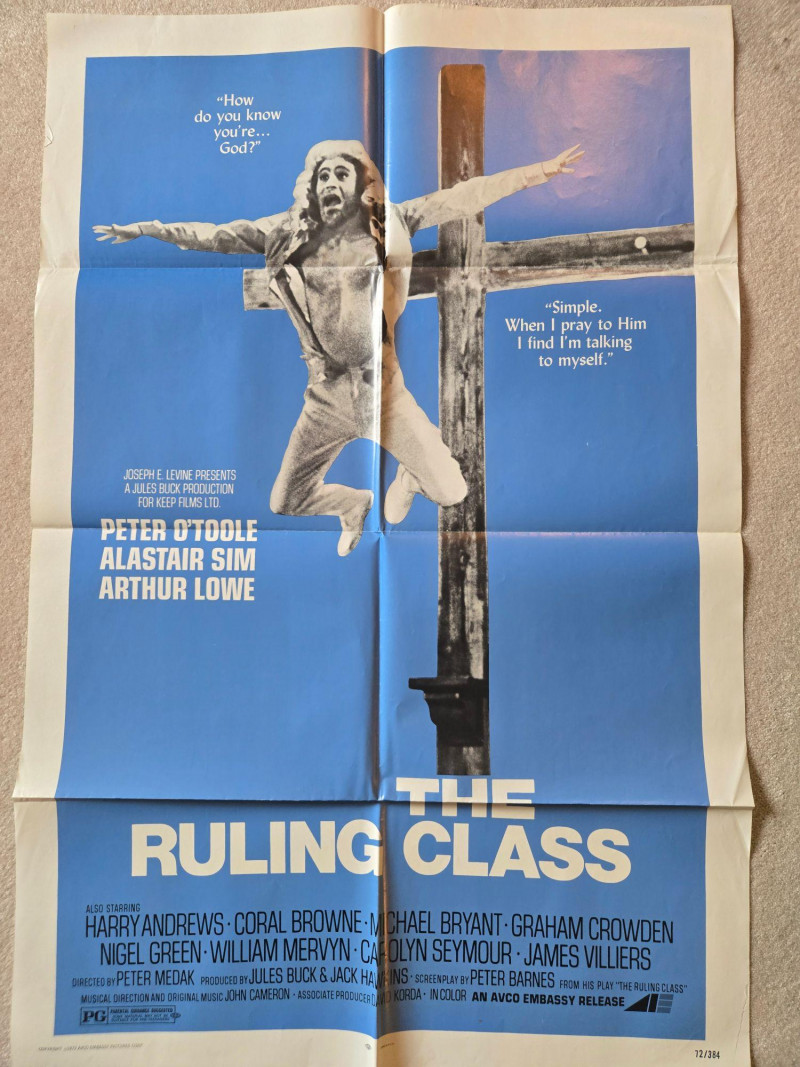 “How
do you know
you’re...
God?”
“Simple.
When I pray to Him
I find I’m talking
to myself.”
JOSEPH E. LEVINE PRESENTS
A JULES BUCK PRODUCTION
FOR KEEP FILMS LTD.
PETER O’TOOLE
ALASTAIR SIM
ARTHUR LOWE
THE
RULING CLASS
ALSO STARRING
HARRY ANDREWS · CORAL BROWNE · MICHAEL BRYANT · GRAHAM CROWDEN
NIGEL GREEN · WILLIAM MERVYN · CAROLYN SEYMOUR · JAMES VILLIERS
DIRECTED BY PETER MEDAK PRODUCED BY JULES BUCK & JACK HAWKINS · SCREENPLAY BY PETER BARNES FROM HIS PLAY "THE RULING CLASS"
MUSICAL DIRECTION AND ORIGINAL MUSIC JOHN CAMERON · ASSOCIATE PRODUCER DAVID KORDA · IN COLOR AN AVCO EMBASSY RELEASE
PG PARENTAL GUIDANCE SUGGESTED
72/384